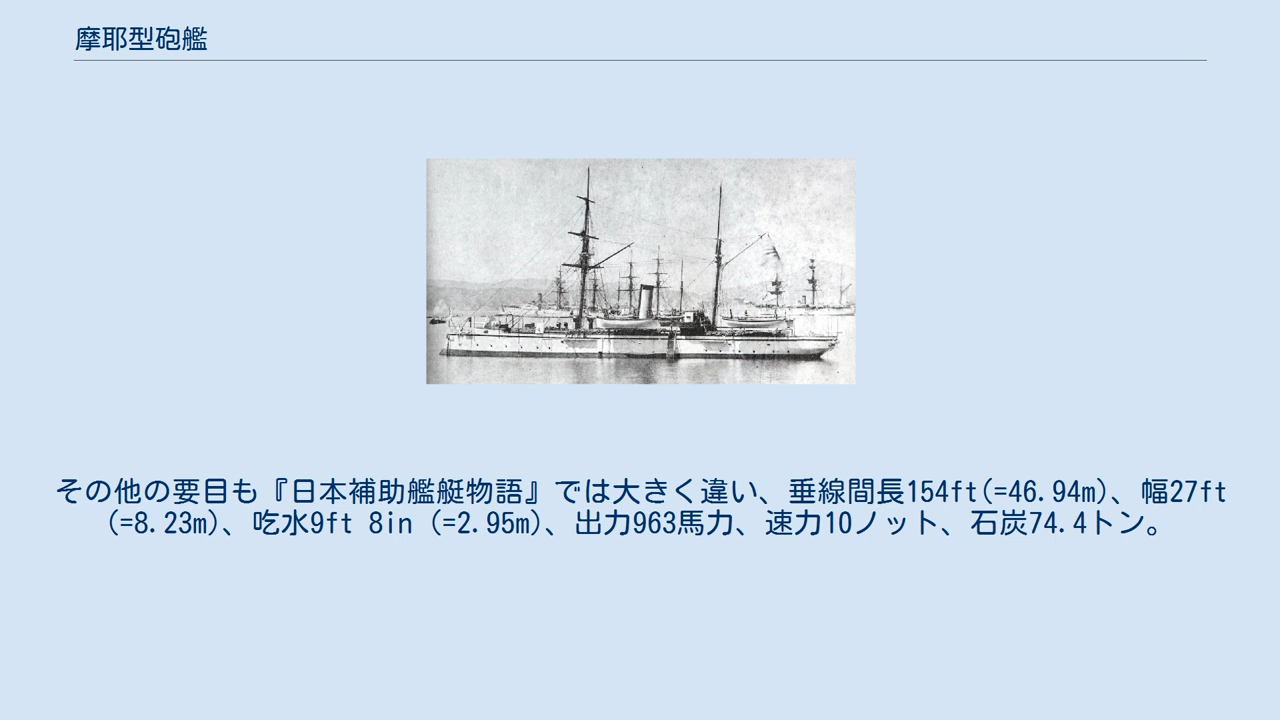 摩耶型砲艦
その他の要目も『日本補助艦艇物語』では大きく違い、垂線間長154ft(=46.94m)、幅27ft
(=8.23m)、吃水9ft 8in (=2.95m)、出力963馬力、速力10ノット、石炭74.4トン。